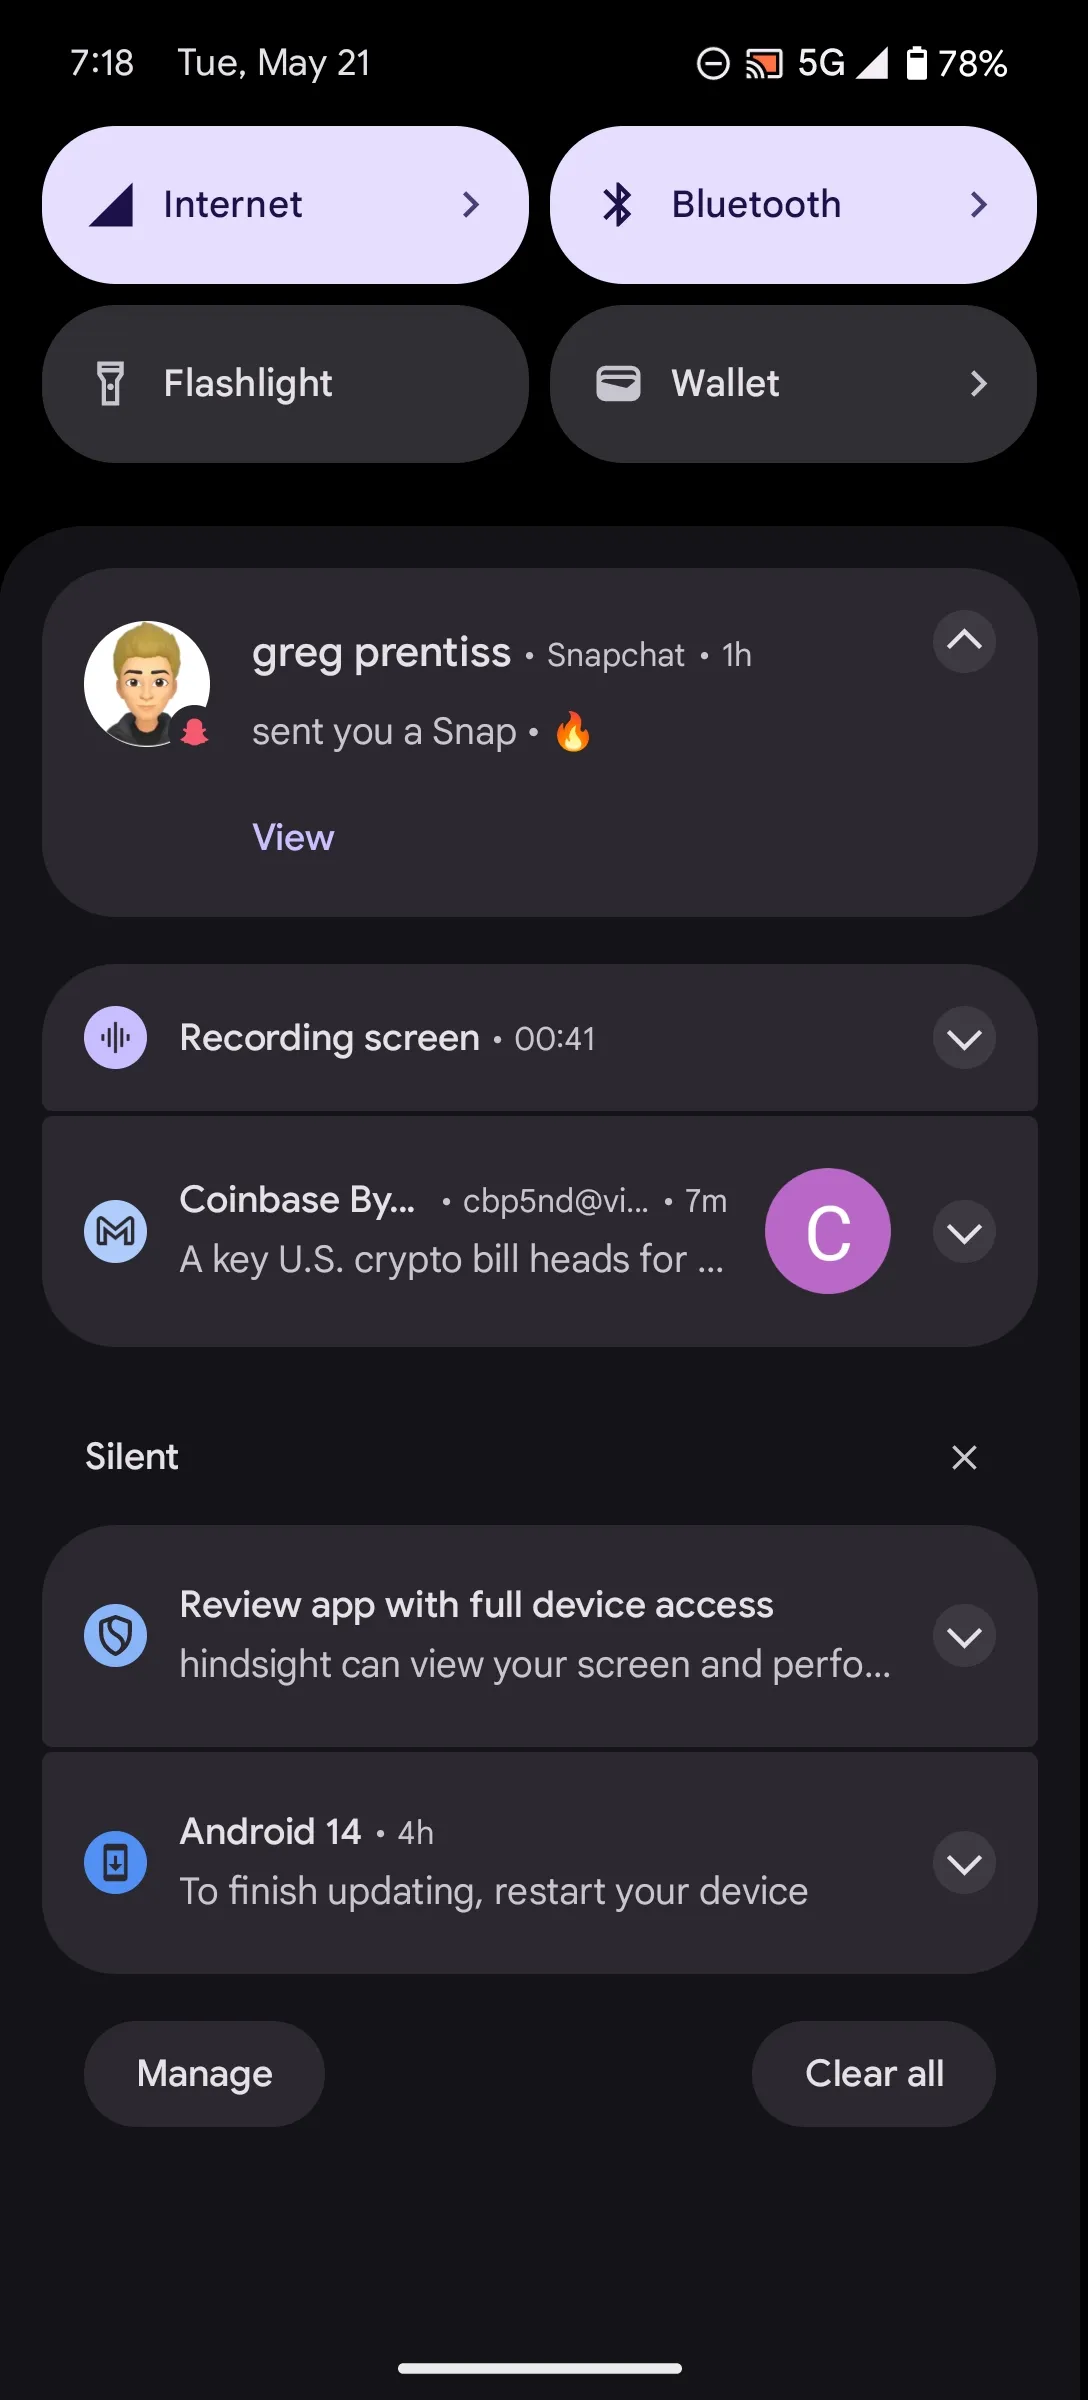 7:18 Tue, May 21 5G 78%
Internet Bluetooth
Flashlight Wallet
greg prentiss • Snapchat • 1h
sent you a Snap • 🔥
View
Recording screen • 00:41
Coinbase By... • cbp5nd@vi... • 7m
A key U.S. crypto bill heads for ...
C
Silent
Review app with full device access
hindsight can view your screen and perfo...
Android 14 • 4h
To finish updating, restart your device
Manage Clear all